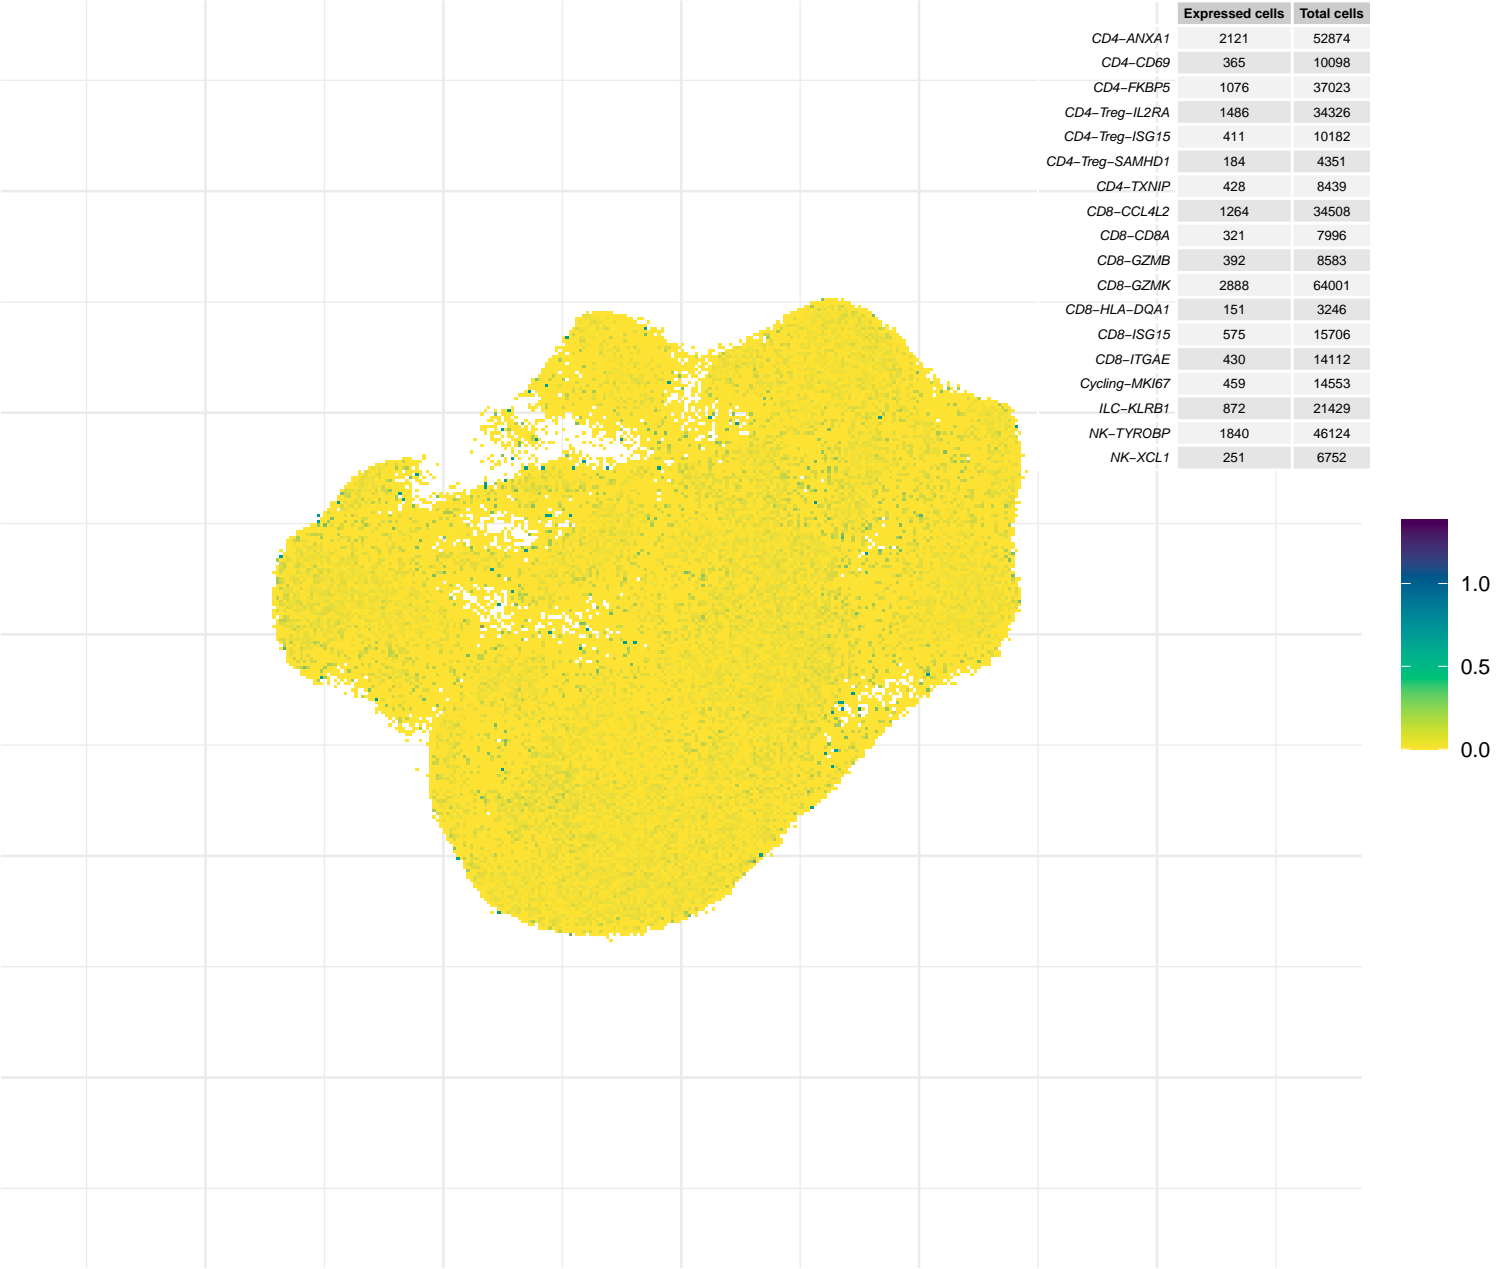 Expressed cells Total cells
CD4−ANXA1 2121 52874
CD4−CD69 365 10098
CD4−FKBP5 1076 37023
CD4−Treg−IL2RA 1486 34326
CD4−Treg−ISG15 411 10182
CD4−Treg−SAMHD1 184 4351
CD4−TXNIP 428 8439
CD8−CCL4L2 1264 34508
CD8−CD8A 321 7996
CD8−GZMB 392 8583
CD8−GZMK 2888 64001
CD8−HLA−DQA1 151 3246
CD8−ISG15 575 15706
CD8−ITGAE 430 14112
Cycling−MKI67 459 14553
ILC−KLRB1 872 21429
NK−TYROBP 1840 46124
NK−XCL1 251 6752
1.0
0.5
0.0